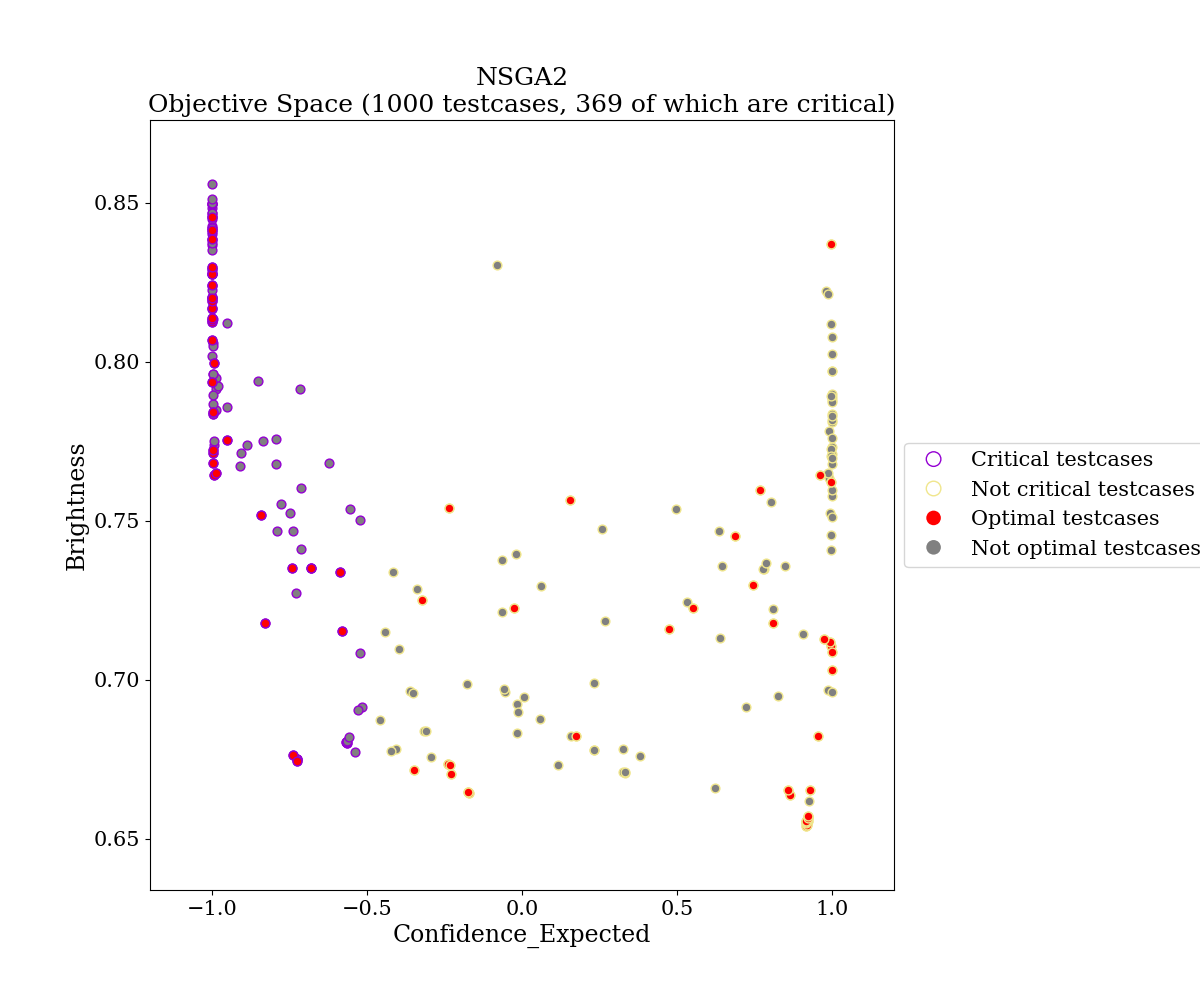 NSGA2
Objective Space (1000 testcases, 369 of which are critical)
0.85
0.80
0.75
0.70
0.65
Brightness
−1.0
−0.5
0.0
0.5
1.0
Confidence_Expected
Critical testcases
Not critical testcases
Optimal testcases
Not optimal testcases